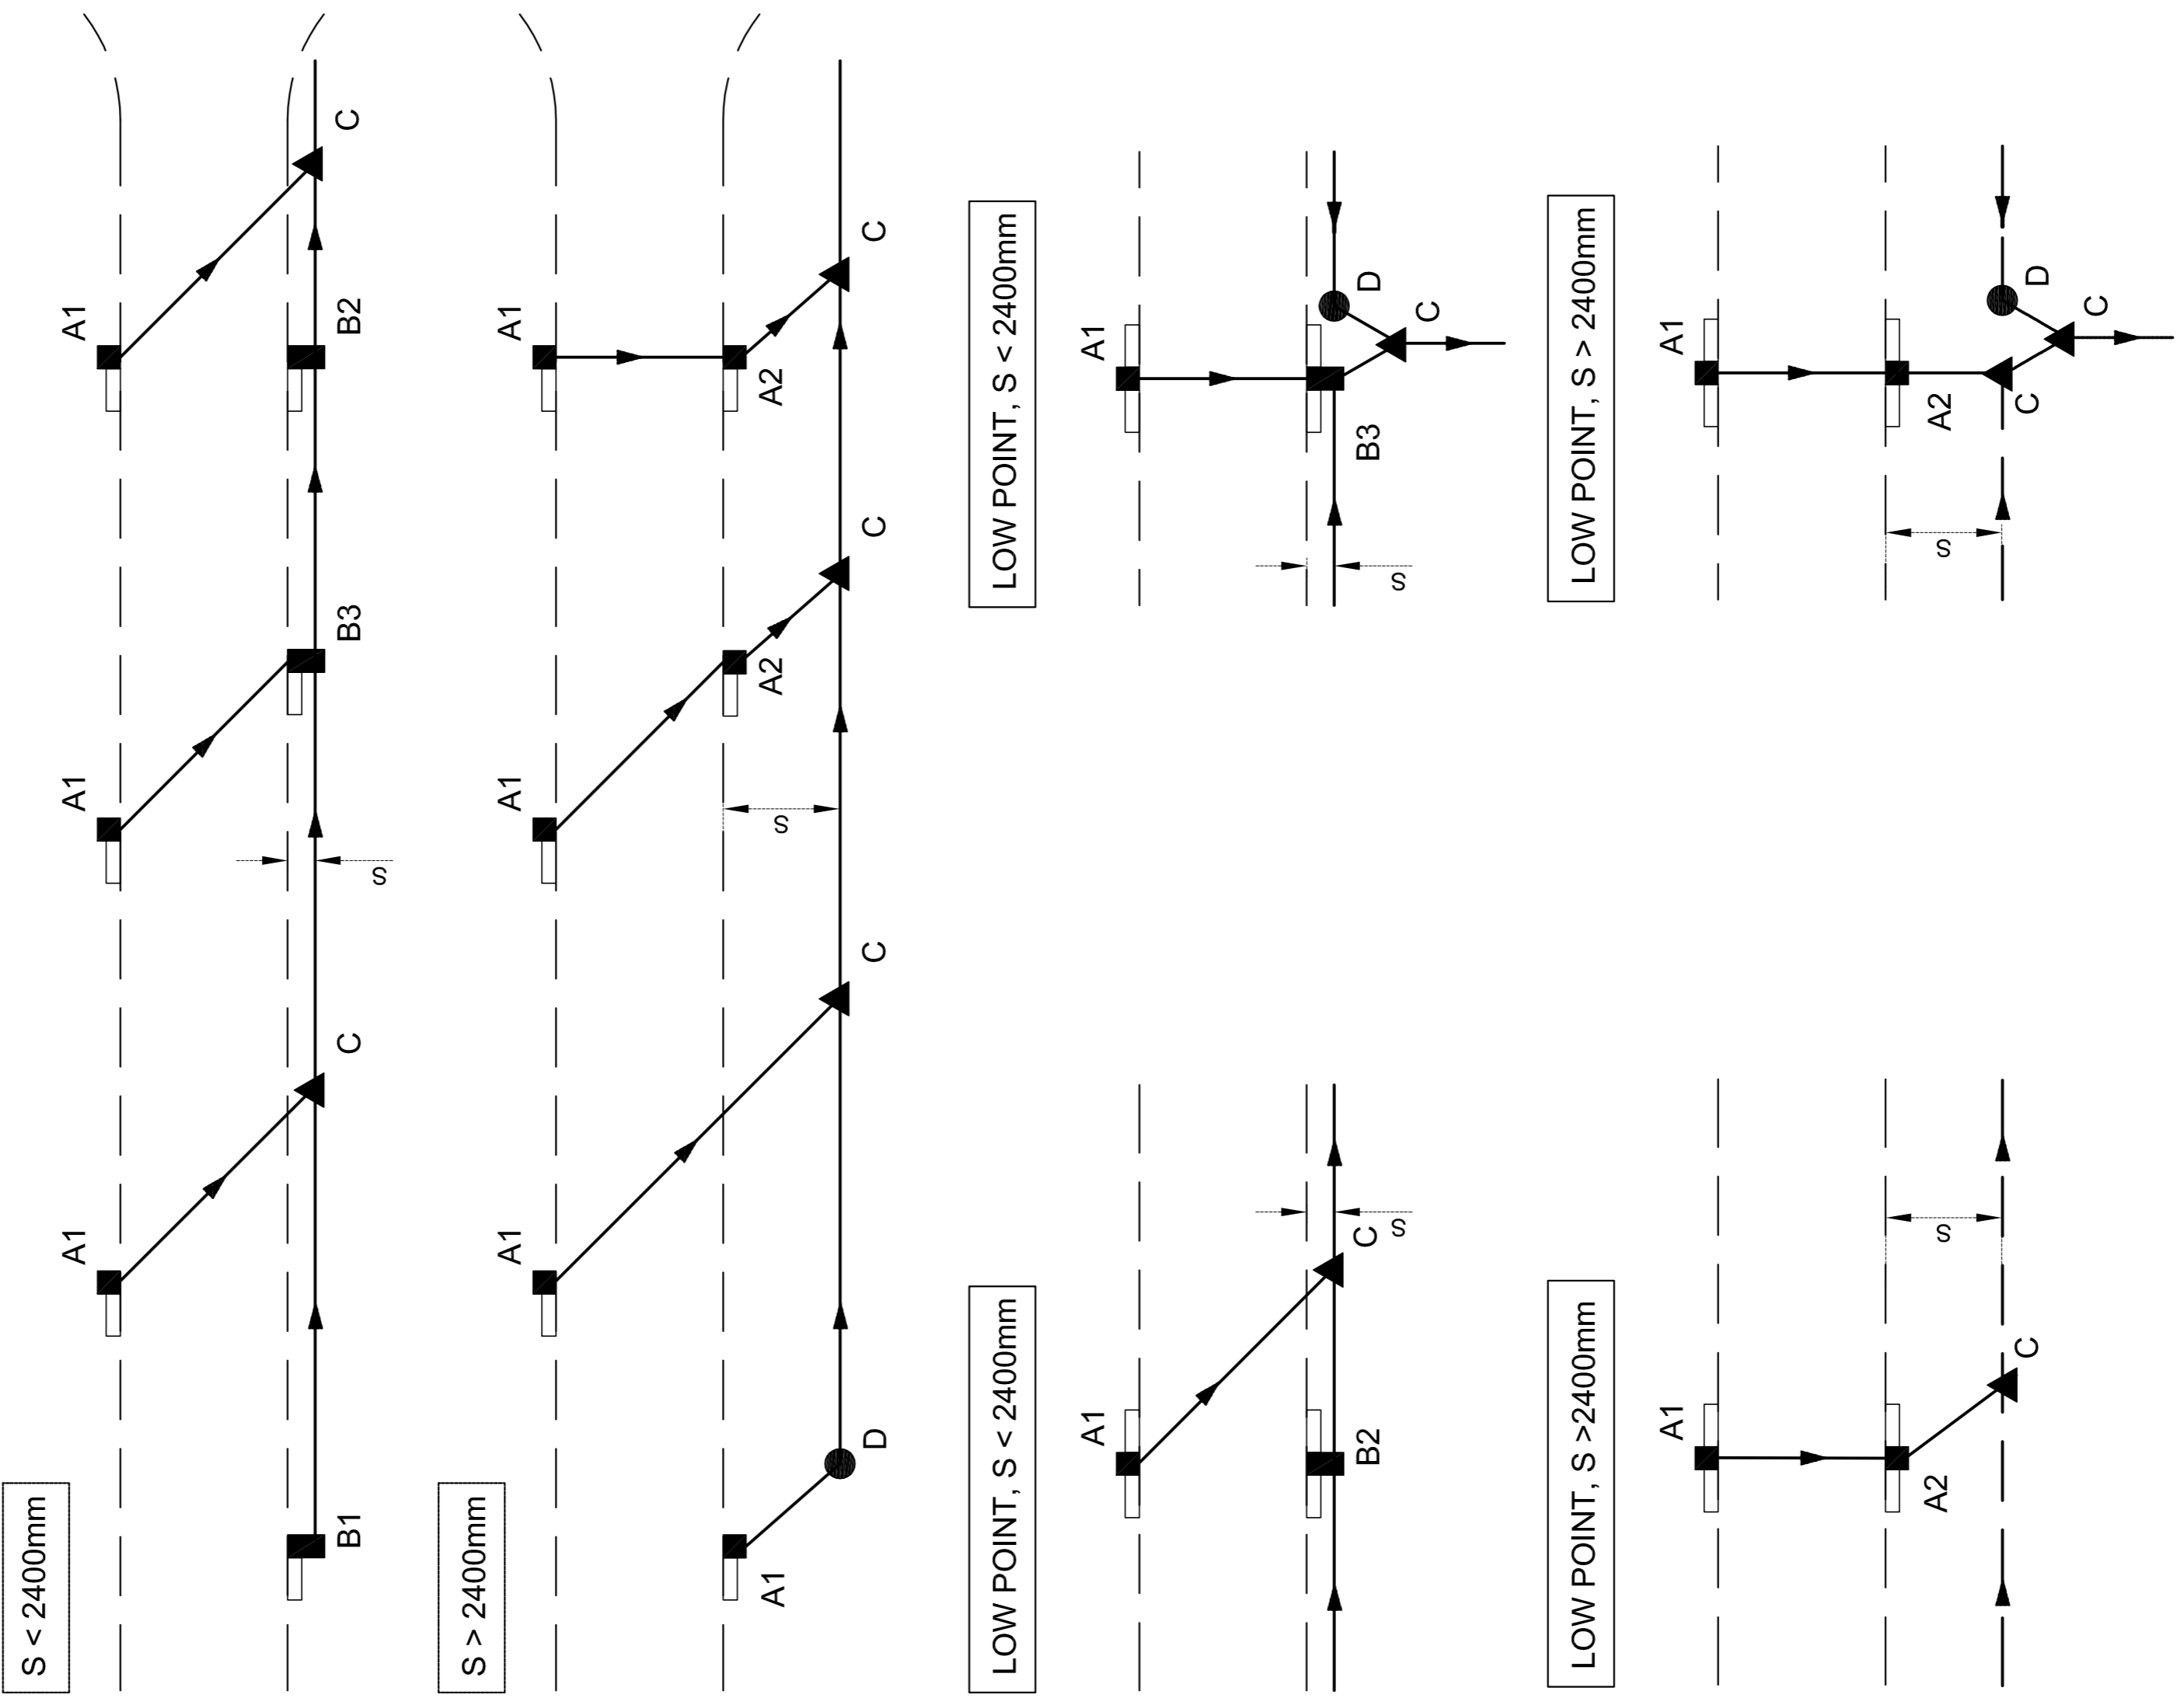 S < 2400mm
A1 A1 A1
B1 C B3 B2 C
S
S > 2400mm
A1 A1 A1
A1 S A2 A2
D C C C
LOW POINT, S < 2400mm
A1
B2 C
S
LOW POINT, S < 2400mm
A1
B3 D
S
C
LOW POINT, S >2400mm
A1
A2 S
C
LOW POINT, S > 2400mm
A1
S A2
C D
C